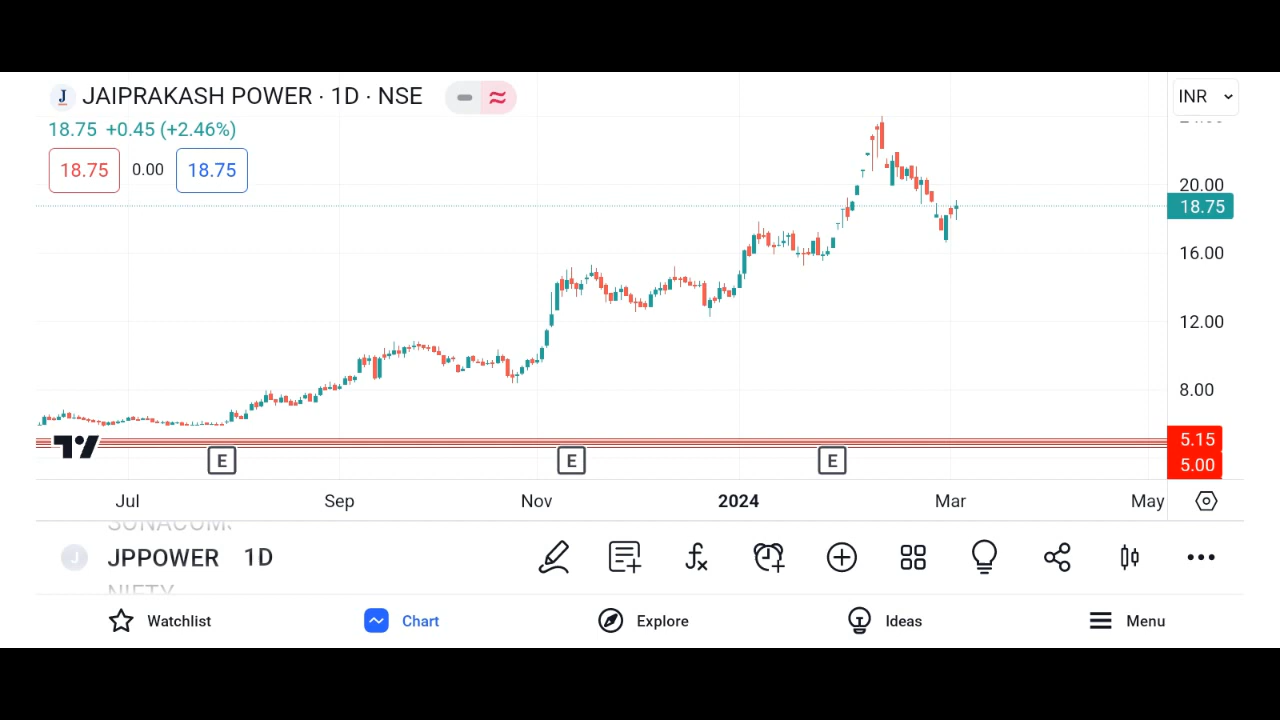 J JAIPRAKASH POWER · 1D · NSE
INR
18.75 +0.45 (+2.46%)
18.75 0.00 18.75
20.00
18.75
16.00
12.00
8.00
5.15
5.00
E E E
Jul Sep Nov 2024 Mar May
J JPPOWER 1D
NIFTY
Watchlist Chart Explore Ideas Menu